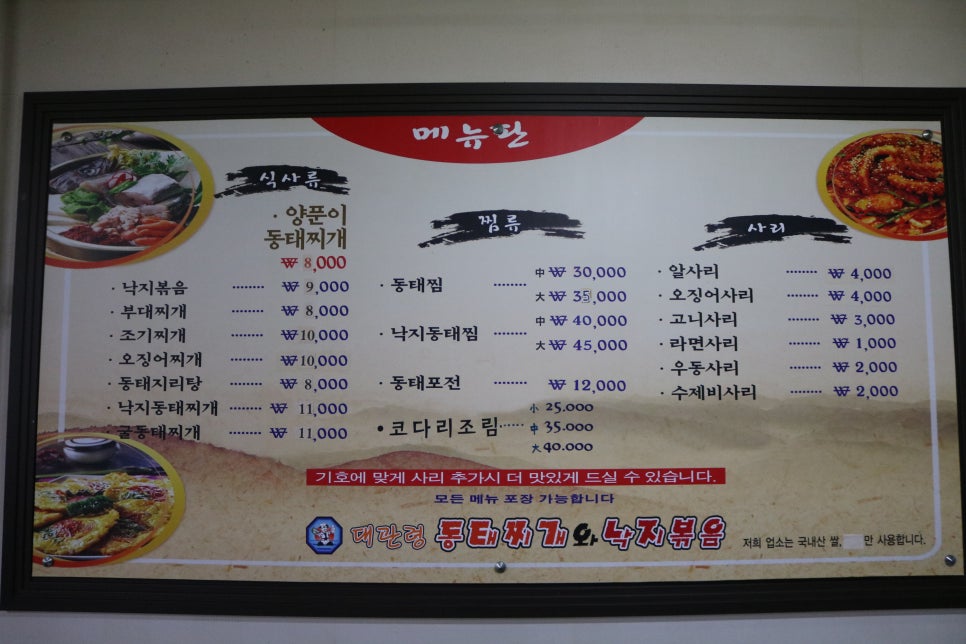 메뉴판
식사류
· 양푼이
동태찌개
₩ 8,000
· 낙지볶음 ········ ₩ 9,000
· 부대찌개 ········ ₩ 8,000
· 조기찌개 ········ ₩10,000
· 오징어찌개 ········ ₩10,000
· 동태지리탕 ········ ₩ 8,000
· 낙지동태찌개 ········ ₩ 11,000
· 굴동태찌개 ········ ₩ 11,000
찜류
· 동태찜 ········ 中 ₩ 30,000
大 ₩ 35,000
· 낙지동태찜 ········ 中 ₩ 40,000
大 ₩ 45,000
· 동태포전 ········ ₩ 12,000
• 코다리조림 ······ 小 25.000
中 35.000
大 40.000
사리
· 알사리 ········ ₩ 4,000
· 오징어사리 ········ ₩ 4,000
· 고니사리 ········ ₩ 3,000
· 라면사리 ········ ₩ 1,000
· 우동사리 ········ ₩ 2,000
· 수제비사리 ········ ₩ 2,000
기호에 맞게 사리 추가시 더 맛있게 드실 수 있습니다.
모든 메뉴 포장 가능합니다
대관령 동태찌개와 낙지볶음
저희 업소는 국내산 쌀, 만 사용합니다.